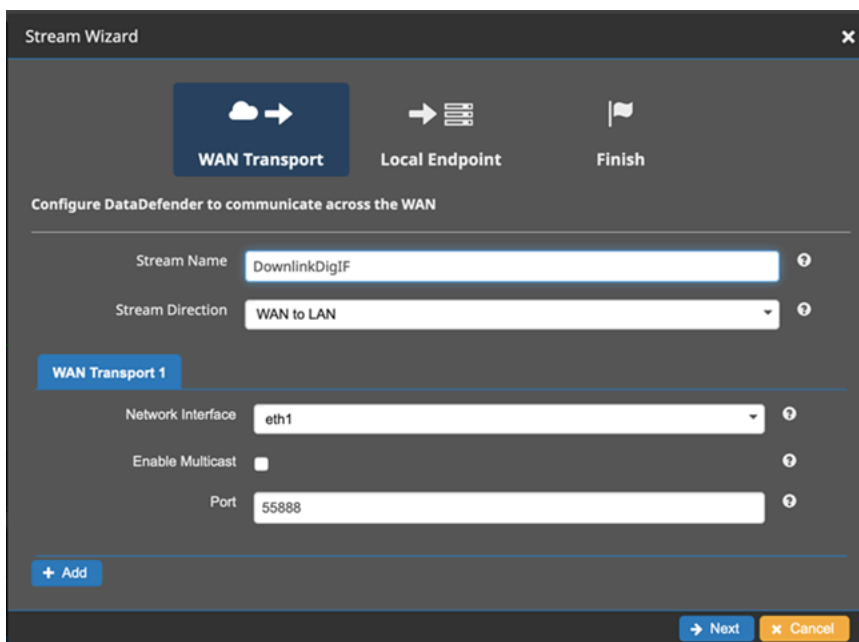 Stream Wizard
WAN Transport
Local Endpoint
Finish
Configure DataDefender to communicate across the WAN
Stream Name
DownlinkDigIF
Stream Direction
WAN to LAN
WAN Transport 1
Network Interface
eth1
Enable Multicast
Port
55888
+ Add
Next
Cancel